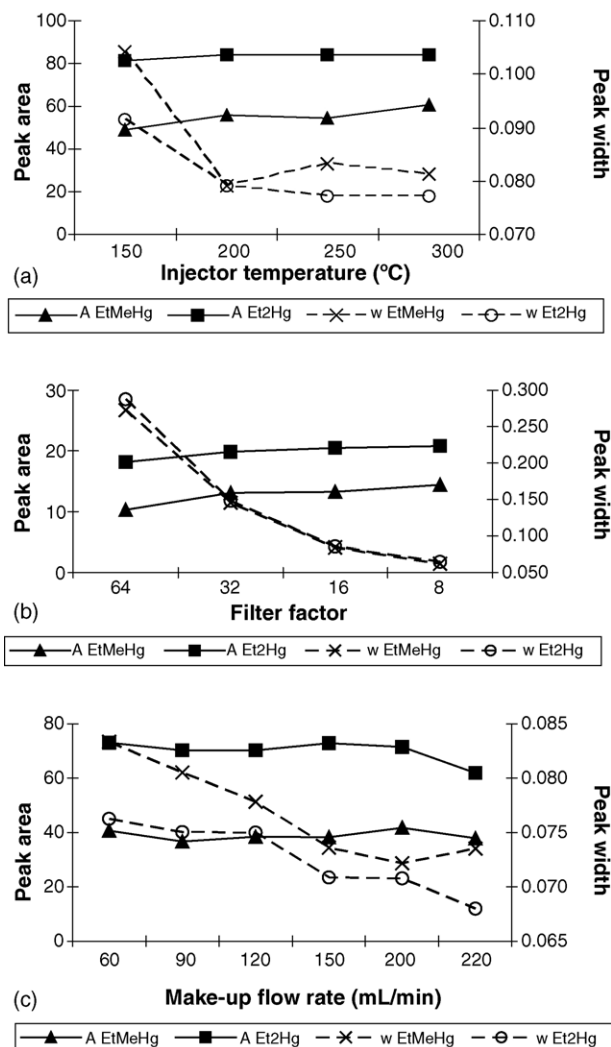 100 0.110
80 0.100
60 0.090
40
20 0.080
0 0.070
Peak area
Peak width
150 200 250 300
(a) Injector temperature (ºC)
A EtMeHg A Et2Hg w EtMeHg w Et2Hg
30 0.300
0.250
20 0.200
0.150
10 0.100
0 0.050
Peak area
Peak width
64 32 16 8
(b) Filter factor
A EtMeHg A Et2Hg w EtMeHg w Et2Hg
80 0.085
60 0.080
40 0.075
20 0.070
0 0.065
Peak area
Peak width
60 90 120 150 200 220
(c) Make-up flow rate (mL/min)
A EtMeHg A Et2Hg w EtMeHg w Et2Hg